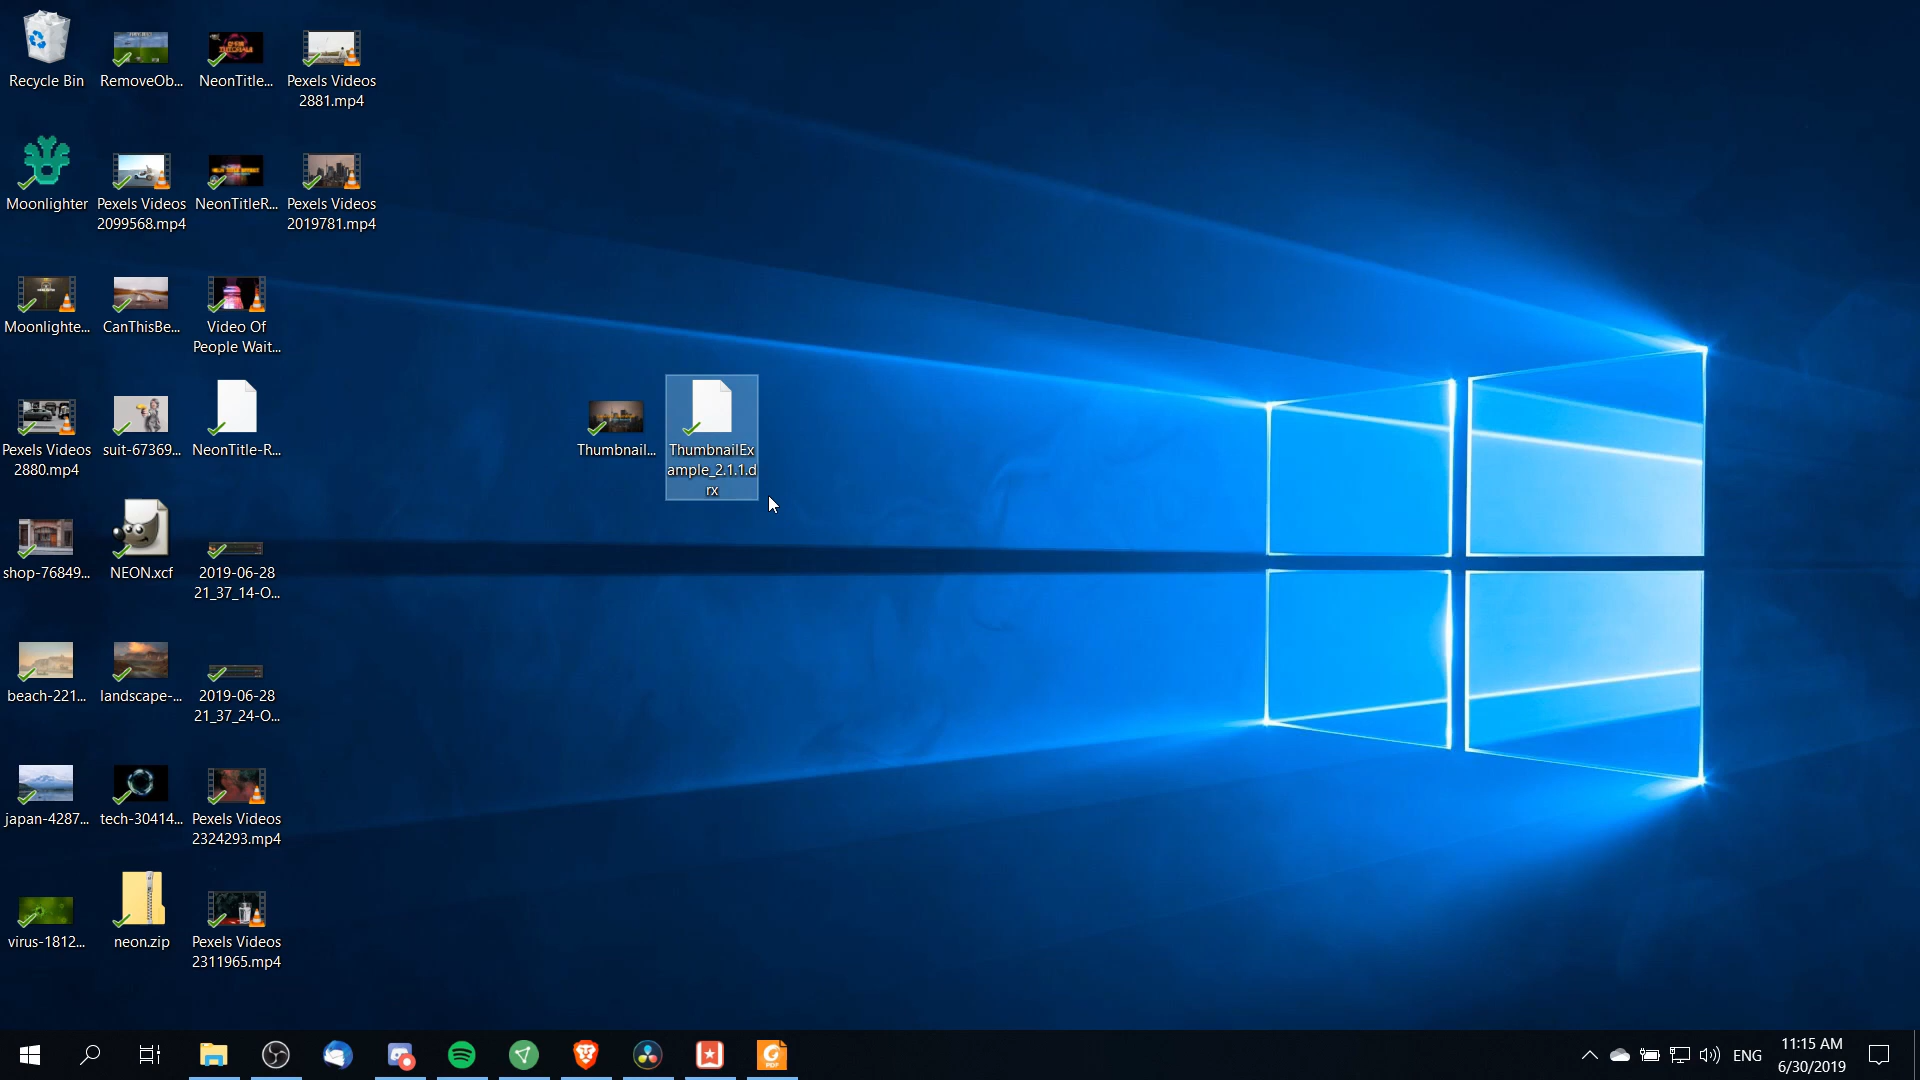 Recycle Bin
RemoveOb...
NeonTitle...
Pexels Videos
2881.mp4
Moonlighter
Pexels Videos
2099568.mp4
NeonTitleR...
Pexels Videos
2019781.mp4
Moonlighte...
CanThisBe...
Video Of
People Wait...
Pexels Videos
2880.mp4
suit-67369...
NeonTitle-R...
Thumbnail...
ThumbnailEx
ample_2.1.1.d
rx
shop-76849...
NEON.xcf
2019-06-28
21_37_14-O...
beach-221...
landscape-...
2019-06-28
21_37_24-O...
japan-4287...
tech-30414...
Pexels Videos
2324293.mp4
virus-1812...
neon.zip
Pexels Videos
2311965.mp4
PDF
ENG
11:15 AM
6/30/2019